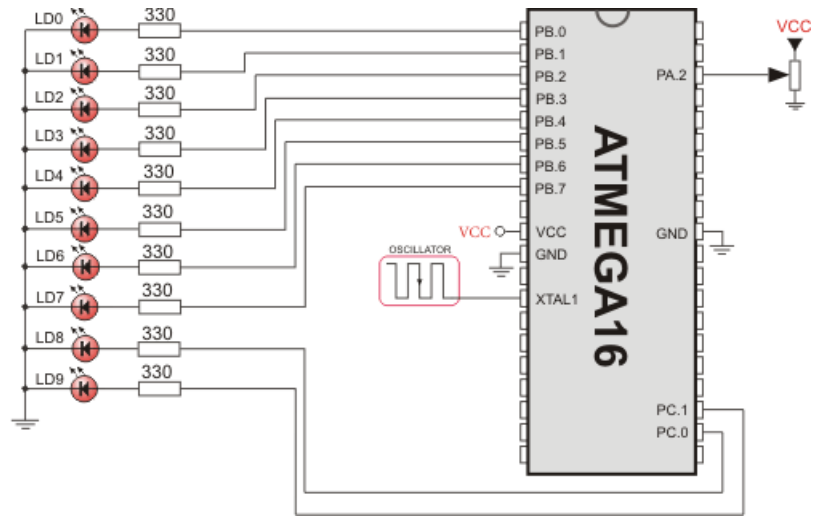 LD0 330
LD1 330
LD2 330
LD3 330
LD4 330
LD5 330
LD6 330
LD7 330
LD8 330
LD9 330
OSCILLATOR
VCC
PB.0
PB.1
PB.2
PB.3
PB.4
PB.5
PB.6
PB.7
VCC
GND
XTAL1
ATMEGA16
PA.2
GND
PC.1
PC.0
VCC